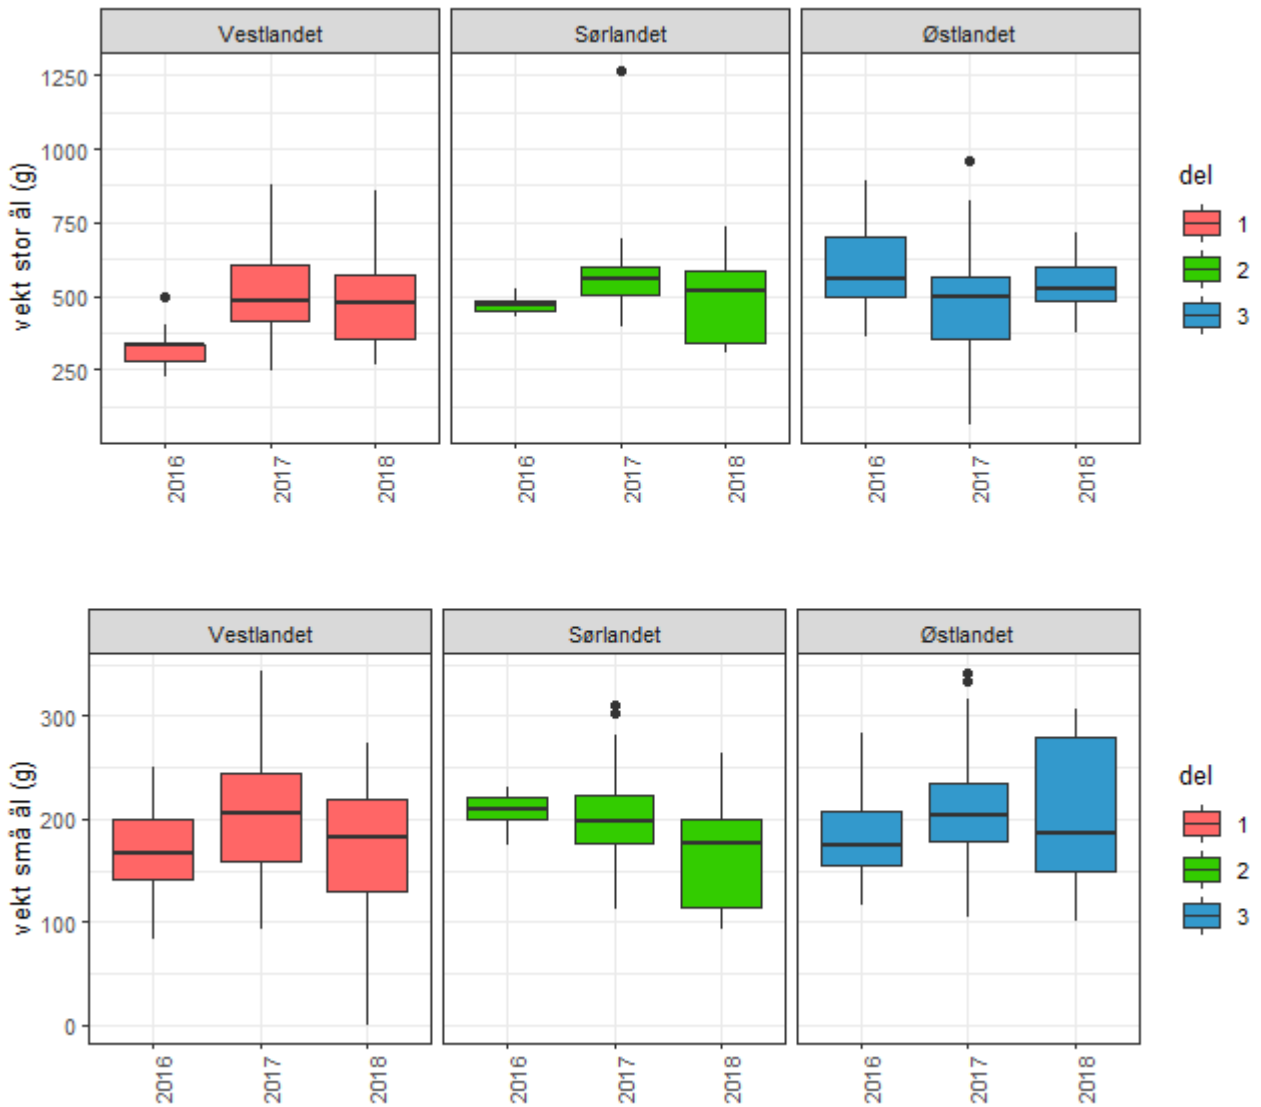 Vestlandet Sørlandet Østlandet
vekt stor ål (g)
1250
1000
750
500
250
2016 2017 2018 2016 2017 2018 2016 2017 2018
del
1
2
3
Vestlandet Sørlandet Østlandet
vekt små ål (g)
300
200
100
0
2016 2017 2018 2016 2017 2018 2016 2017 2018
del
1
2
3